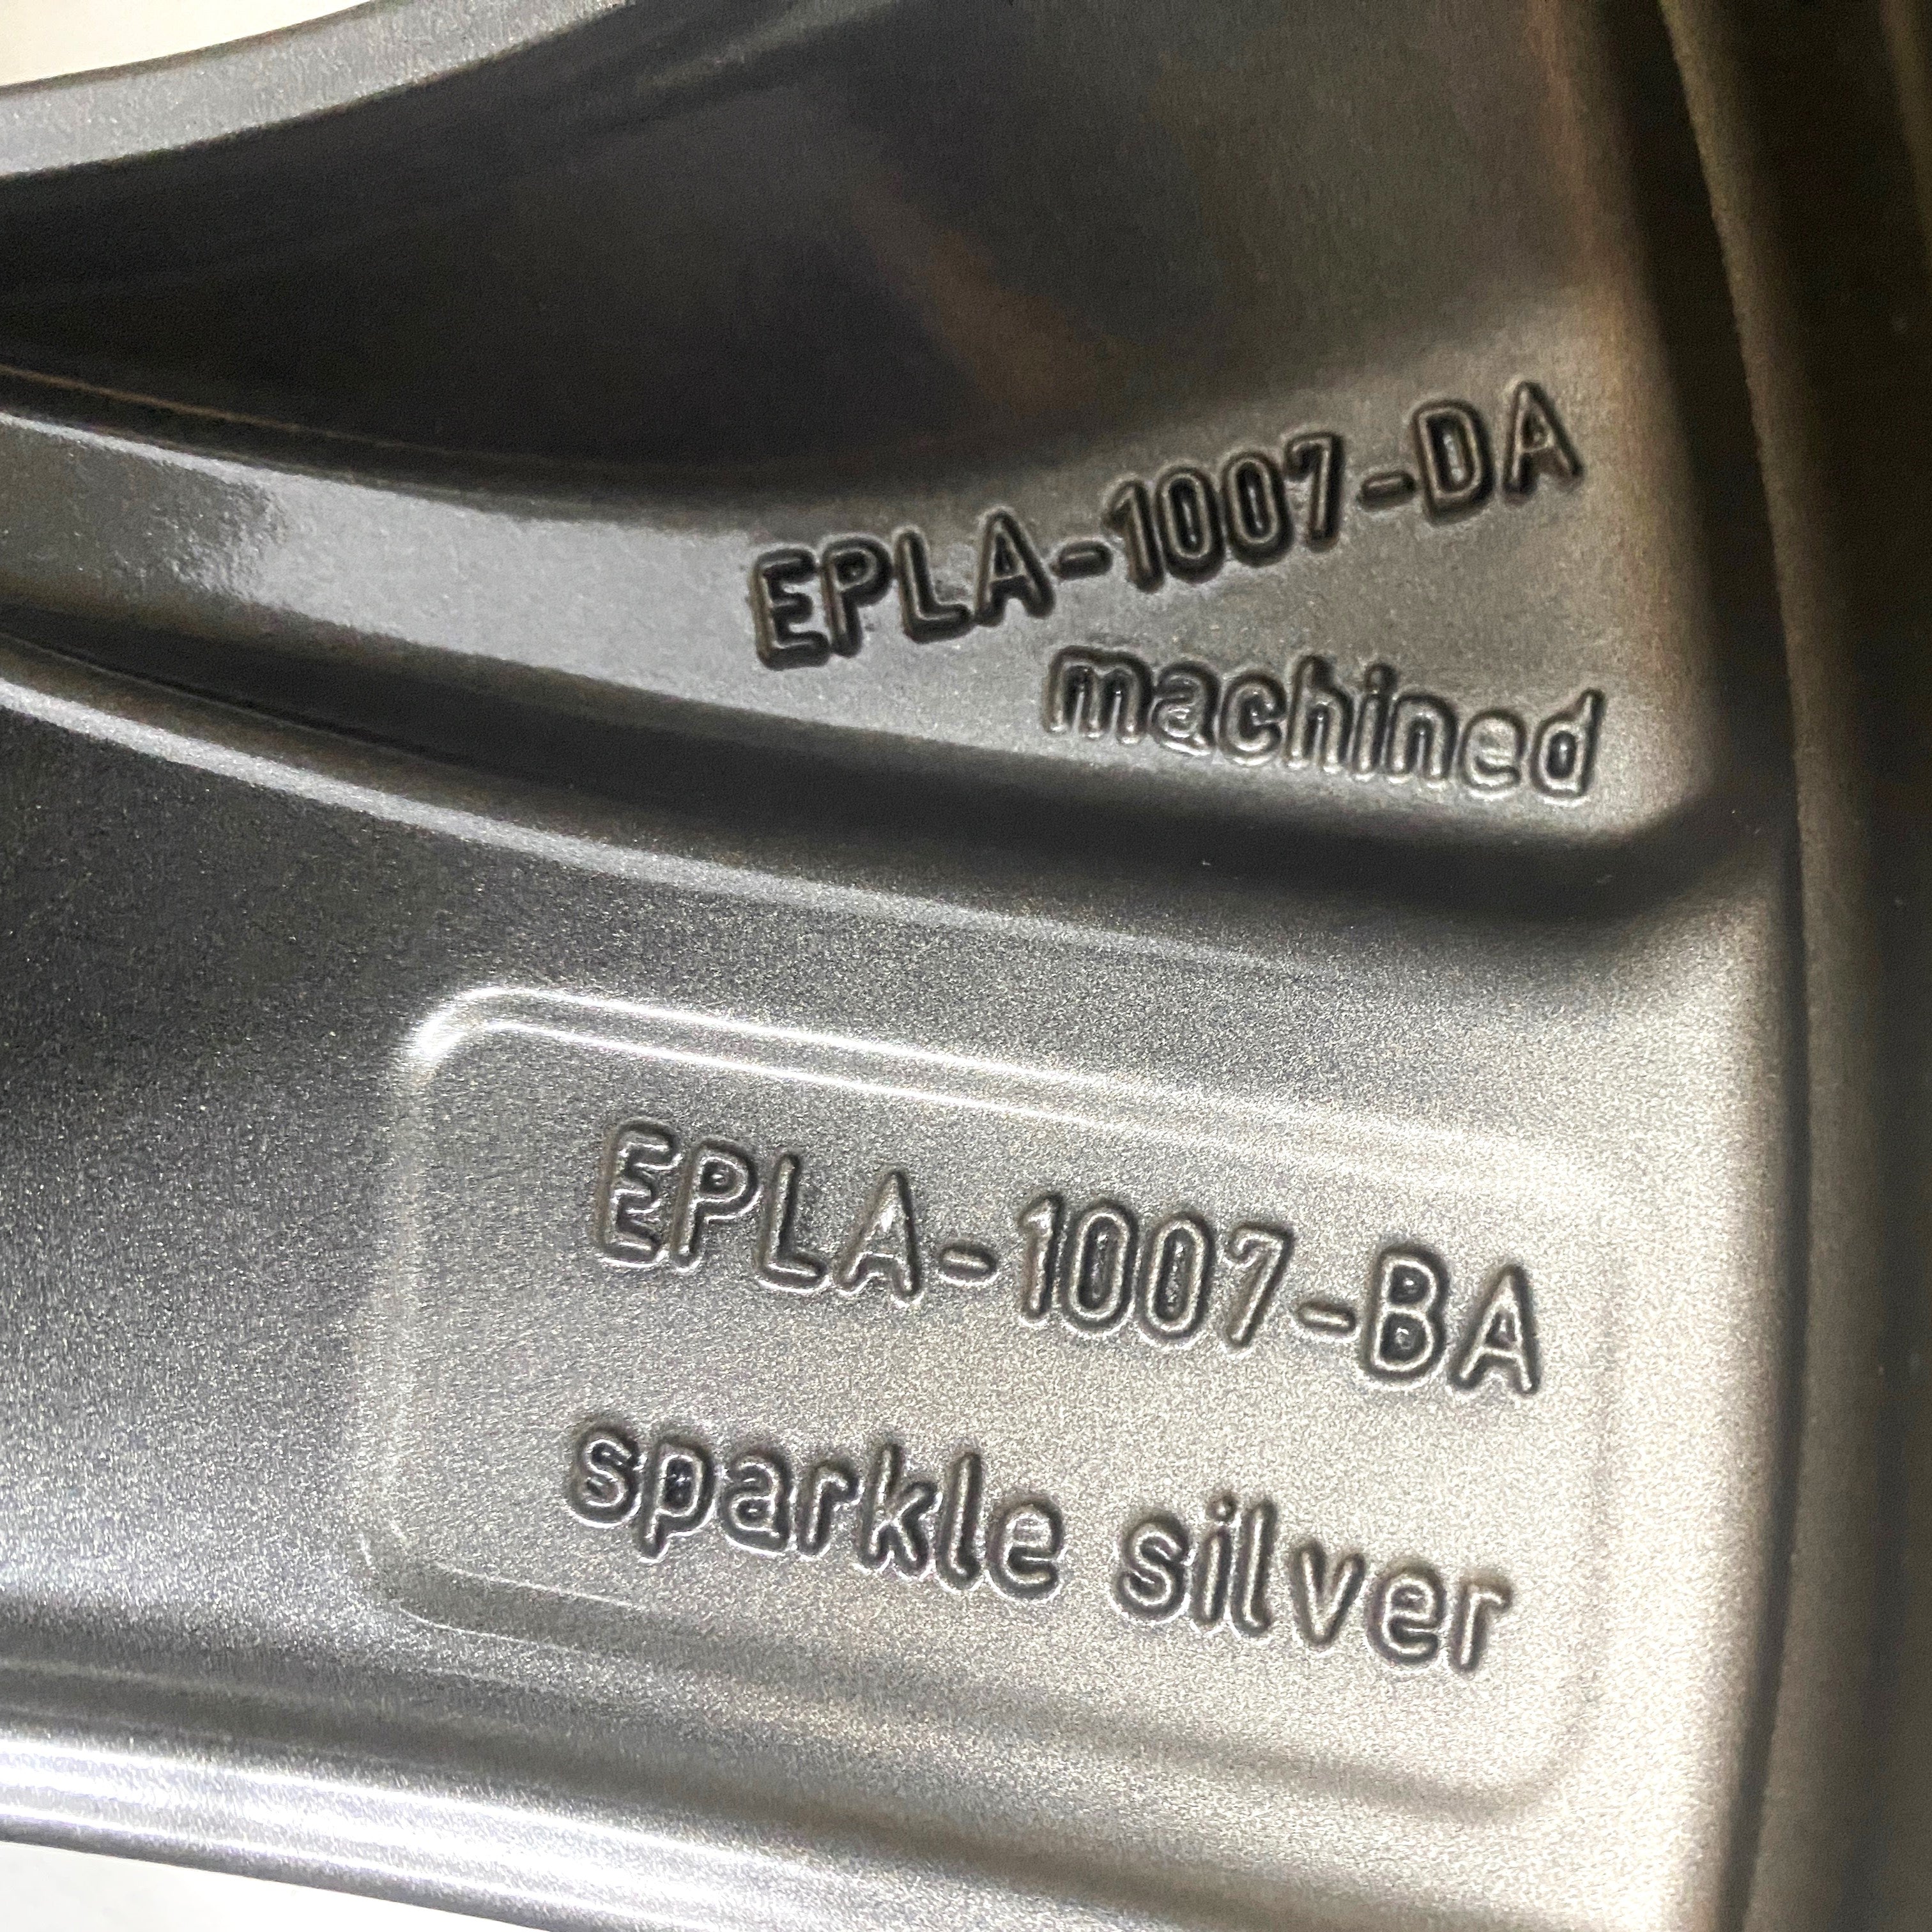 EPLA-1007-DA
machined
EPLA-1007-BA
sparkle silver